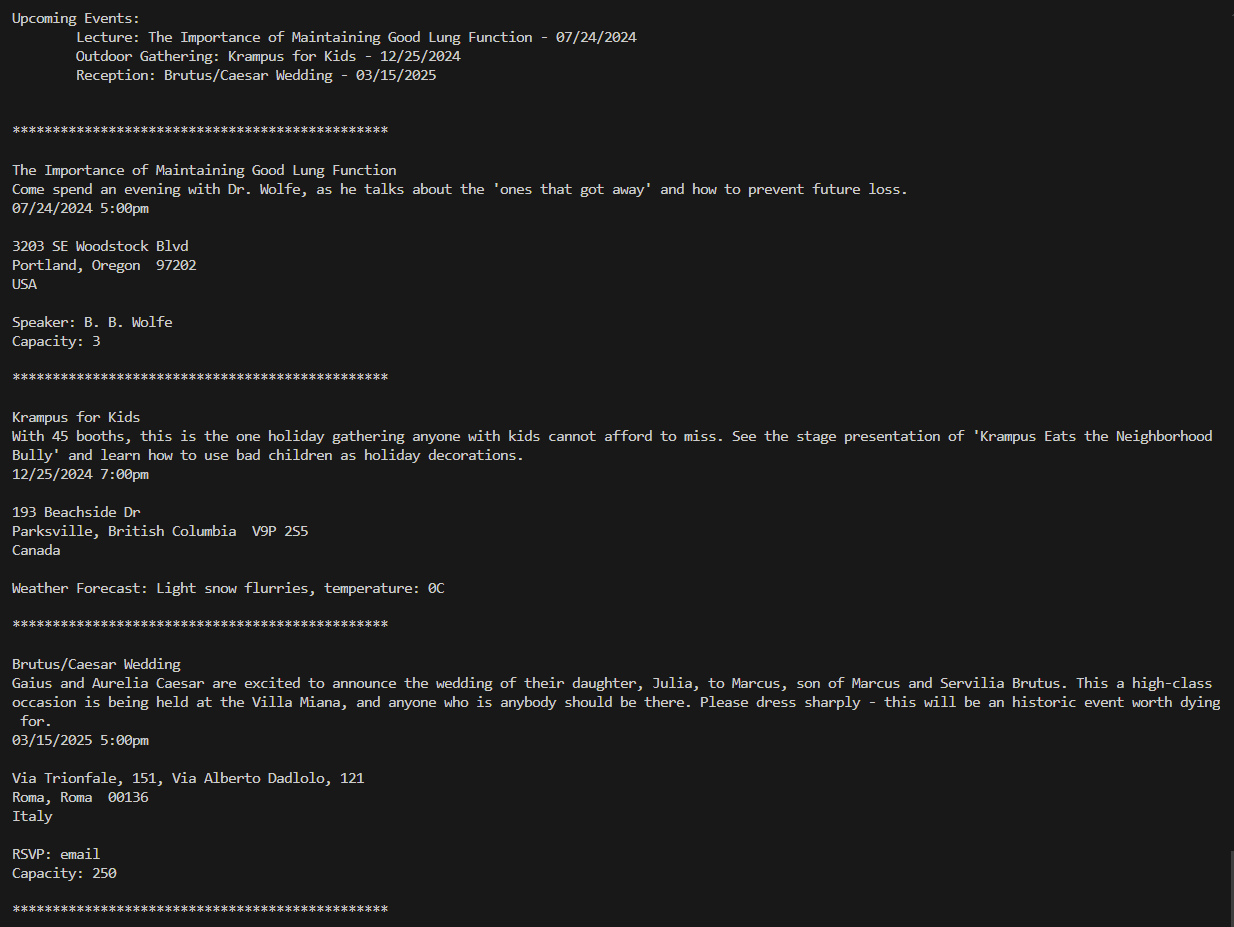 Upcoming Events:
        Lecture: The Importance of Maintaining Good Lung Function - 07/24/2024
        Outdoor Gathering: Krampus for Kids - 12/25/2024
        Reception: Brutus/Caesar Wedding - 03/15/2025
***********************************************
The Importance of Maintaining Good Lung Function
Come spend an evening with Dr. Wolfe, as he talks about the 'ones that got away' and how to prevent future loss.
07/24/2024 5:00pm
3203 SE Woodstock Blvd
Portland, Oregon  97202
USA
Speaker: B. B. Wolfe
Capacity: 3
***********************************************
Krampus for Kids
With 45 booths, this is the one holiday gathering anyone with kids cannot afford to miss. See the stage presentation of 'Krampus Eats the Neighborhood
Bully' and learn how to use bad children as holiday decorations.
12/25/2024 7:00pm
193 Beachside Dr
Parksville, British Columbia  V9P 2S5
Canada
Weather Forecast: Light snow flurries, temperature: 0C
***********************************************
Brutus/Caesar Wedding
Gaius and Aurelia Caesar are excited to announce the wedding of their daughter, Julia, to Marcus, son of Marcus and Servilia Brutus. This a high-class
occasion is being held at the Villa Miana, and anyone who is anybody should be there. Please dress sharply - this will be an historic event worth dying
 for.
03/15/2025 5:00pm
Via Trionfale, 151, Via Alberto Dadlolo, 121
Roma, Roma  00136
Italy
RSVP: email
Capacity: 250
***********************************************